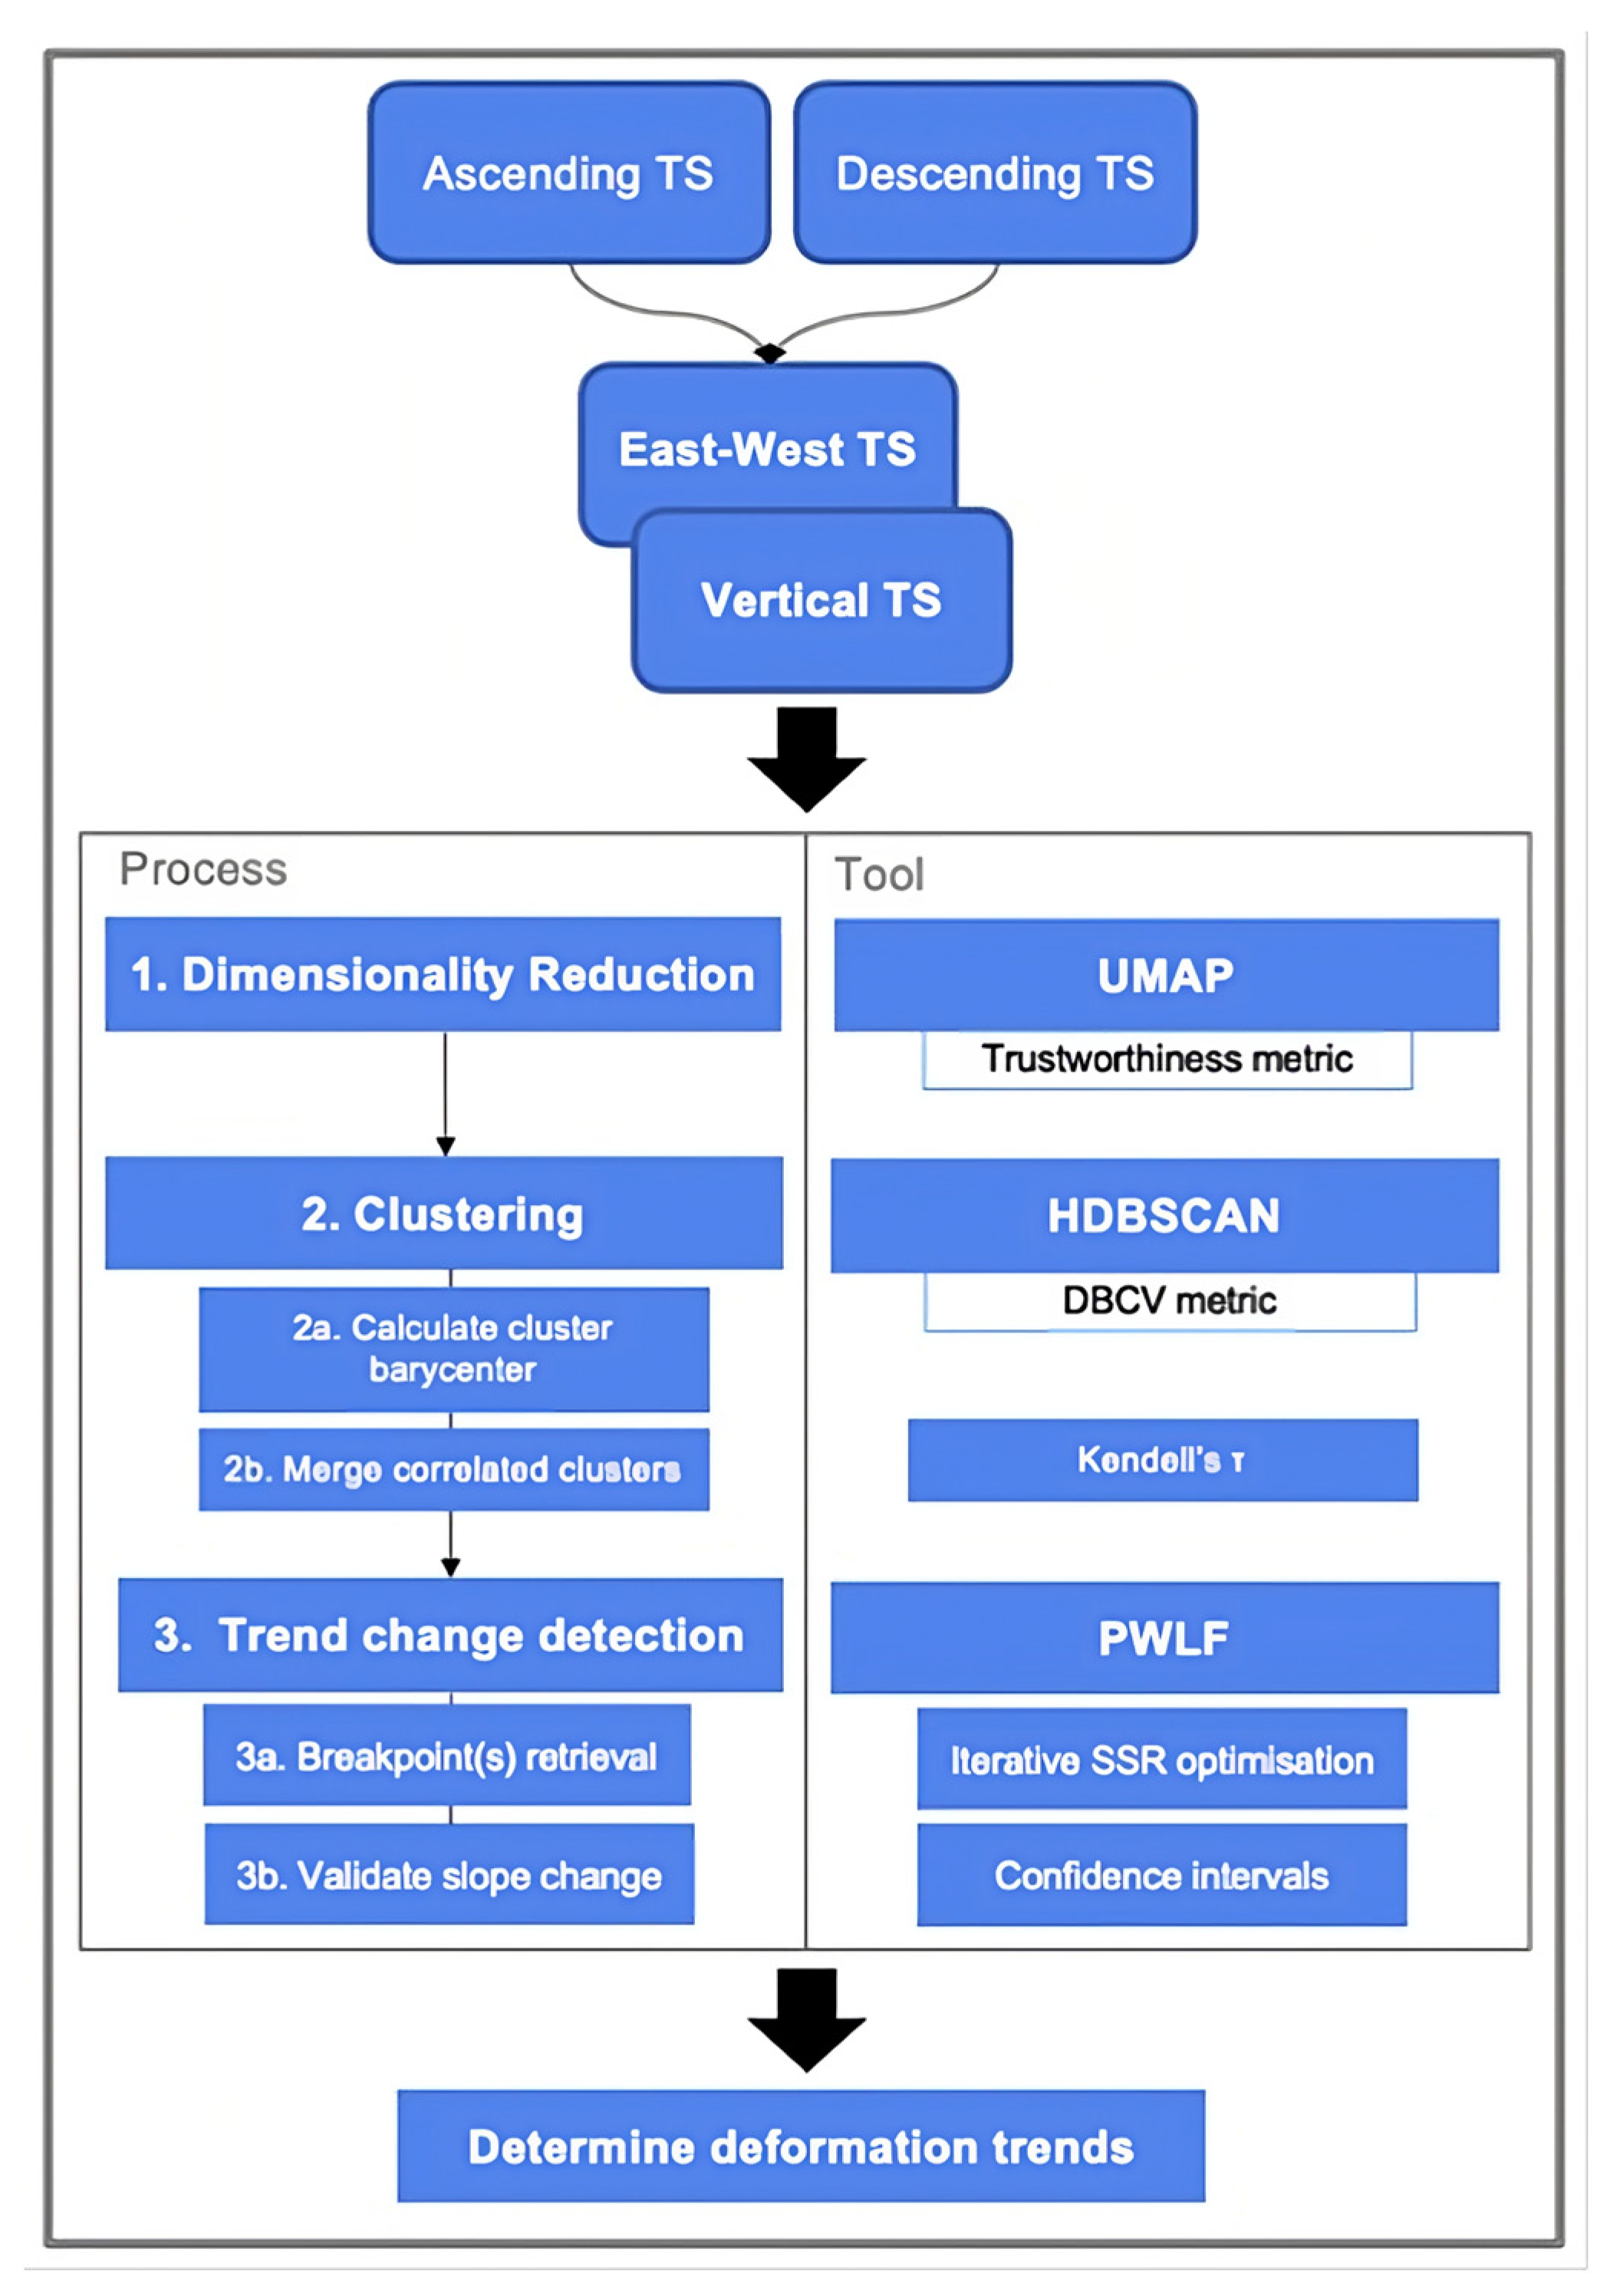 Ascending TS
Descending TS
East-West TS
Vertical TS
Process
Tool
1. Dimensionality Reduction
UMAP
Trustworthiness metric
2. Clustering
HDBSCAN
DBCV metric
2a. Calculate cluster
barycenter
2b. Merge correlated clusters
Kendell's τ
3. Trend change detection
PWLF
3a. Breakpoint(s) retrieval
Iterative SSR optimisation
3b. Validate slope change
Confidence intervals
Determine deformation trends